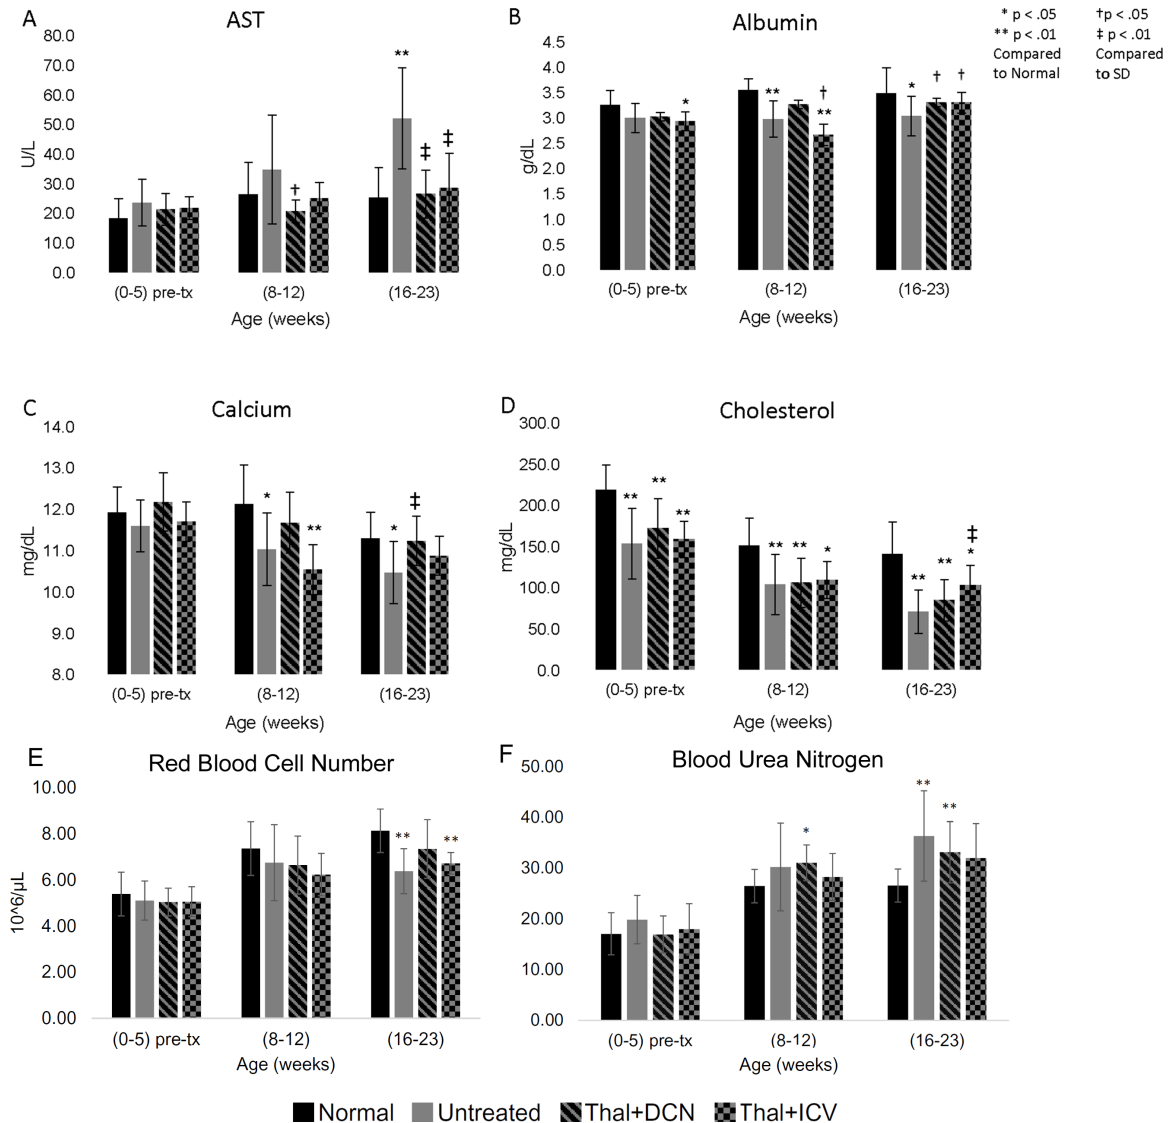 A
AST
80.0
70.0
60.0
50.0
40.0
30.0
20.0
10.0
0.0
U/L
**
†
‡
‡
(0-5) pre-tx
(8-12)
(16-23)
Age (weeks)
B
Albumin
4.5
4.0
3.5
3.0
2.5
2.0
1.5
1.0
0.5
0.0
g/dL
*
**
†
**
*
†
†
(0-5) pre-tx
(8-12)
(16-23)
Age (weeks)
* p < .05
** p < .01
Compared
to Normal
†p < .05
‡ p < .01
Compared
to SD
C
Calcium
14.0
13.0
12.0
11.0
10.0
9.0
8.0
mg/dL
*
**
*
‡
(0-5) pre-tx
(8-12)
(16-23)
Age (weeks)
D
Cholesterol
300.0
250.0
200.0
150.0
100.0
50.0
0.0
mg/dL
**
**
**
**
**
*
**
**
‡
*
(0-5) pre-tx
(8-12)
(16-23)
Age (weeks)
E
Red Blood Cell Number
10.00
8.00
6.00
4.00
2.00
0.00
10^6/µL
**
**
(0-5) pre-tx
(8-12)
(16-23)
Age (weeks)
F
Blood Urea Nitrogen
50.00
40.00
30.00
20.00
10.00
0.00
*
**
**
(0-5) pre-tx
(8-12)
(16-23)
Age (weeks)
Normal Untreated Thal+DCN Thal+ICV